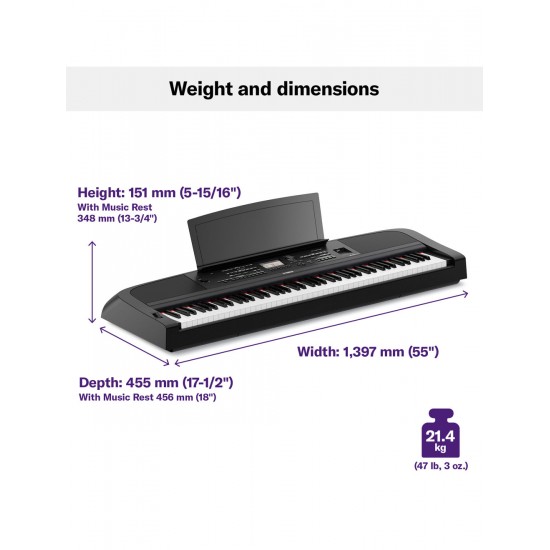 Weight and dimensions
Height: 151 mm (5-15/16")
With Music Rest
348 mm (13-3/4")
Width: 1,397 mm (55")
Depth: 455 mm (17-1/2")
With Music Rest 456 mm (18")
21.4
kg
(47 lb, 3 oz.)